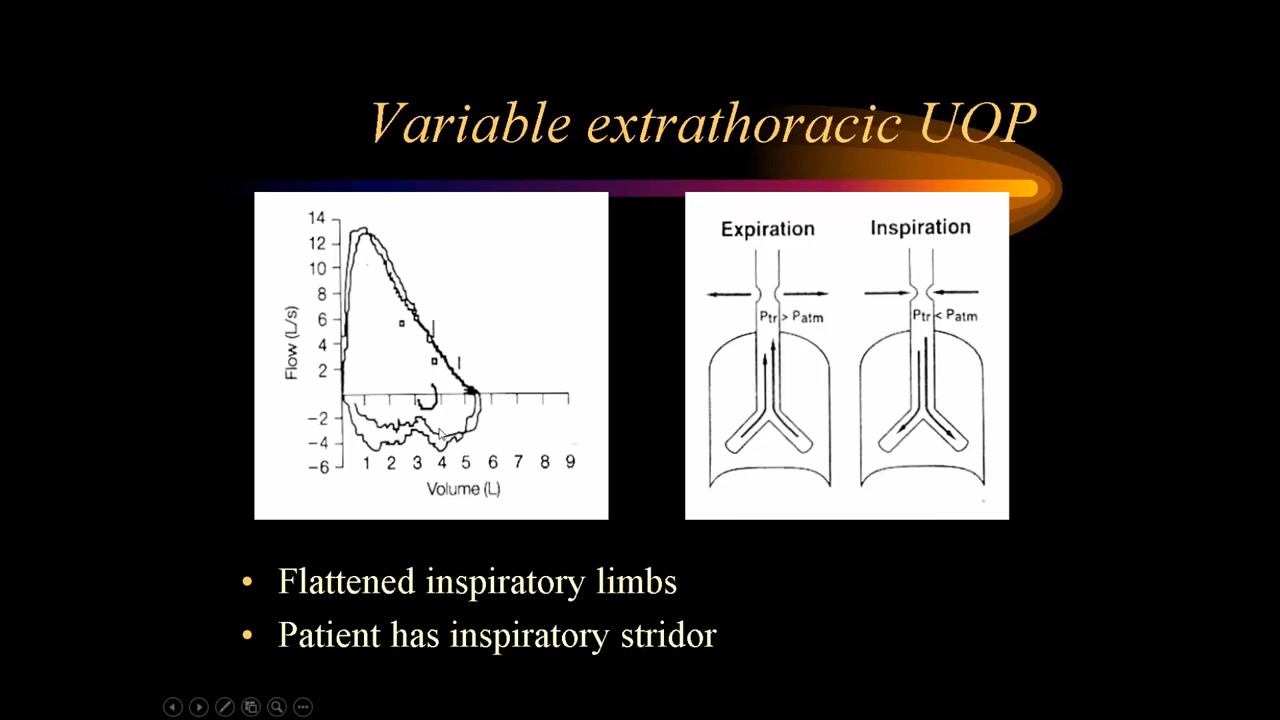 Variable extrathoracic UOP
14
12
10
8
6
4
2
−2
−4
−6
Flow (L/s)
1 2 3 4 5 6 7 8 9
Volume (L)
Expiration Inspiration
Ptr > Patm Ptr < Patm
• Flattened inspiratory limbs
• Patient has inspiratory stridor